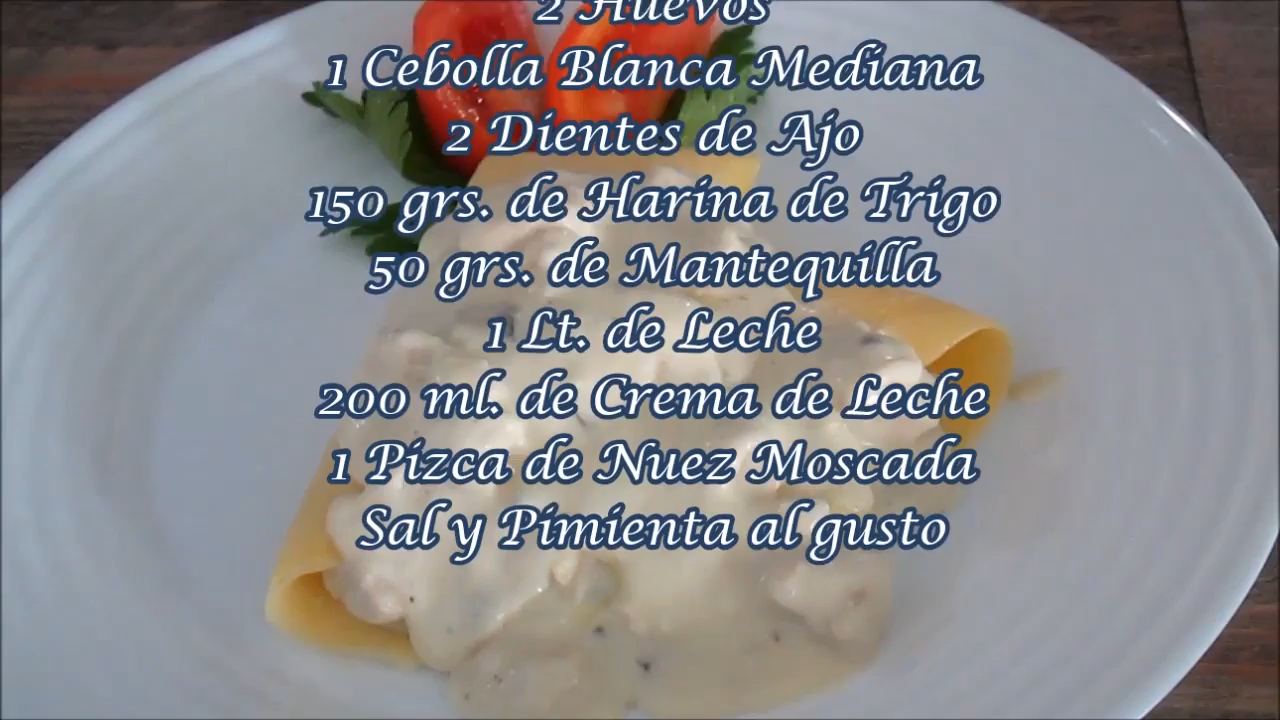 2 Huevos
1 Cebolla Blanca Mediana
2 Dientes de Ajo
150 grs. de Harina de Trigo
50 grs. de Mantequilla
1 Lt. de Leche
200 ml. de Crema de Leche
1 Pizca de Nuez Moscada
Sal y Pimienta al gusto